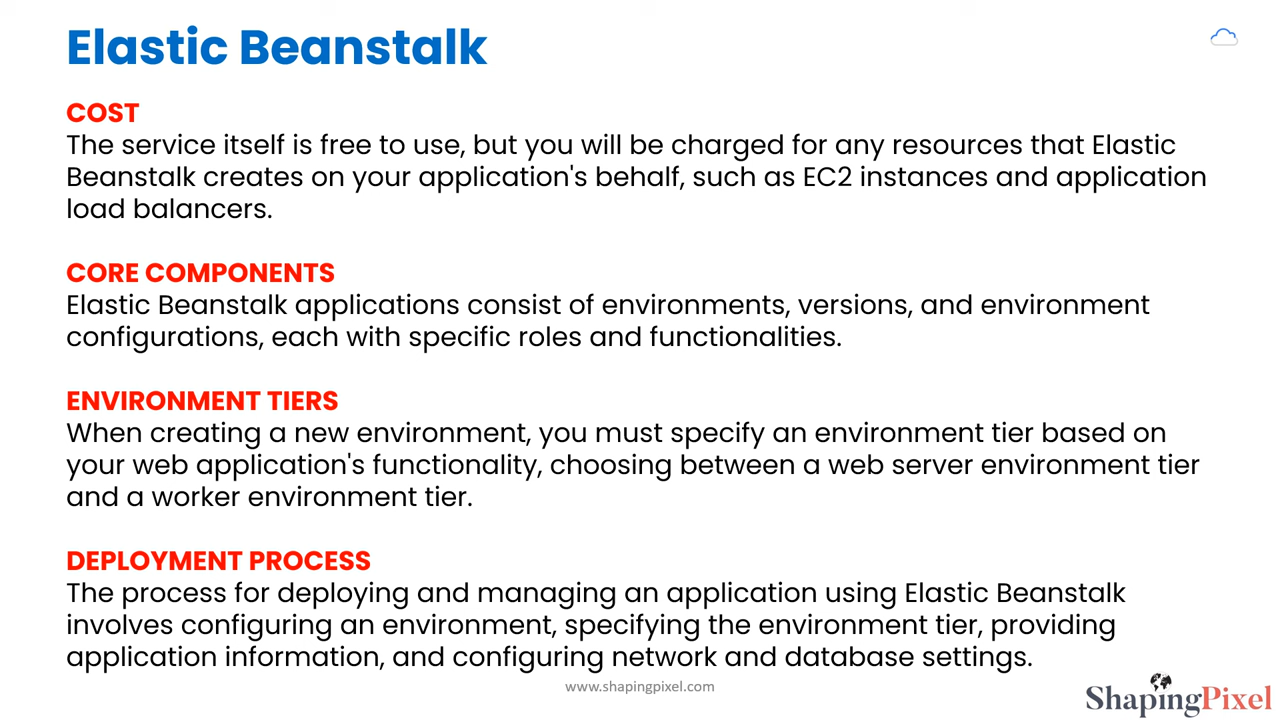 Elastic Beanstalk
COST
The service itself is free to use, but you will be charged for any resources that Elastic
Beanstalk creates on your application's behalf, such as EC2 instances and application
load balancers.
CORE COMPONENTS
Elastic Beanstalk applications consist of environments, versions, and environment
configurations, each with specific roles and functionalities.
ENVIRONMENT TIERS
When creating a new environment, you must specify an environment tier based on
your web application's functionality, choosing between a web server environment tier
and a worker environment tier.
DEPLOYMENT PROCESS
The process for deploying and managing an application using Elastic Beanstalk
involves configuring an environment, specifying the environment tier, providing
application information, and configuring network and database settings.
www.shapingpixel.com
ShapingPixel